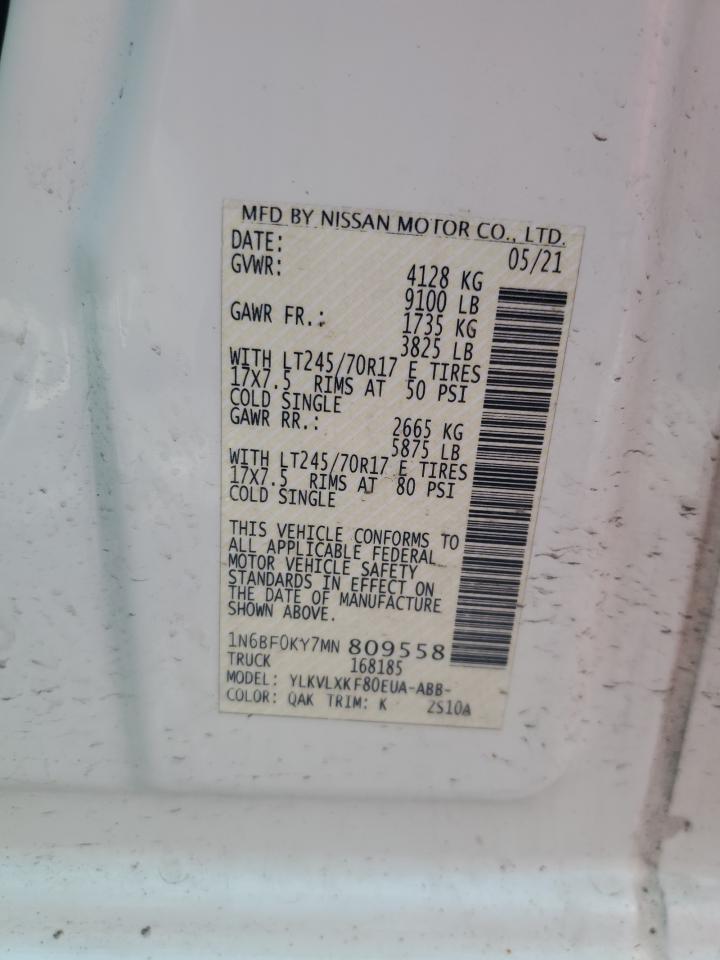 MFD BY NISSAN MOTOR CO., LTD.
DATE: 05/21
GVWR: 4128 KG
9100 LB
GAWR FR.: 1735 KG
3825 LB
WITH LT245/70R17 E TIRES
17X7.5 RIMS AT 50 PSI
COLD SINGLE
GAWR RR.: 2665 KG
5875 LB
WITH LT245/70R17 E TIRES
17X7.5 RIMS AT 80 PSI
COLD SINGLE
THIS VEHICLE CONFORMS TO
ALL APPLICABLE FEDERAL
MOTOR VEHICLE SAFETY
STANDARDS IN EFFECT ON
THE DATE OF MANUFACTURE
SHOWN ABOVE.
1N6BF0KY7MN 809558
TRUCK 168185
MODEL: YLKVLXKF80EUA-ABB-
COLOR: QAK TRIM: K 2S10A